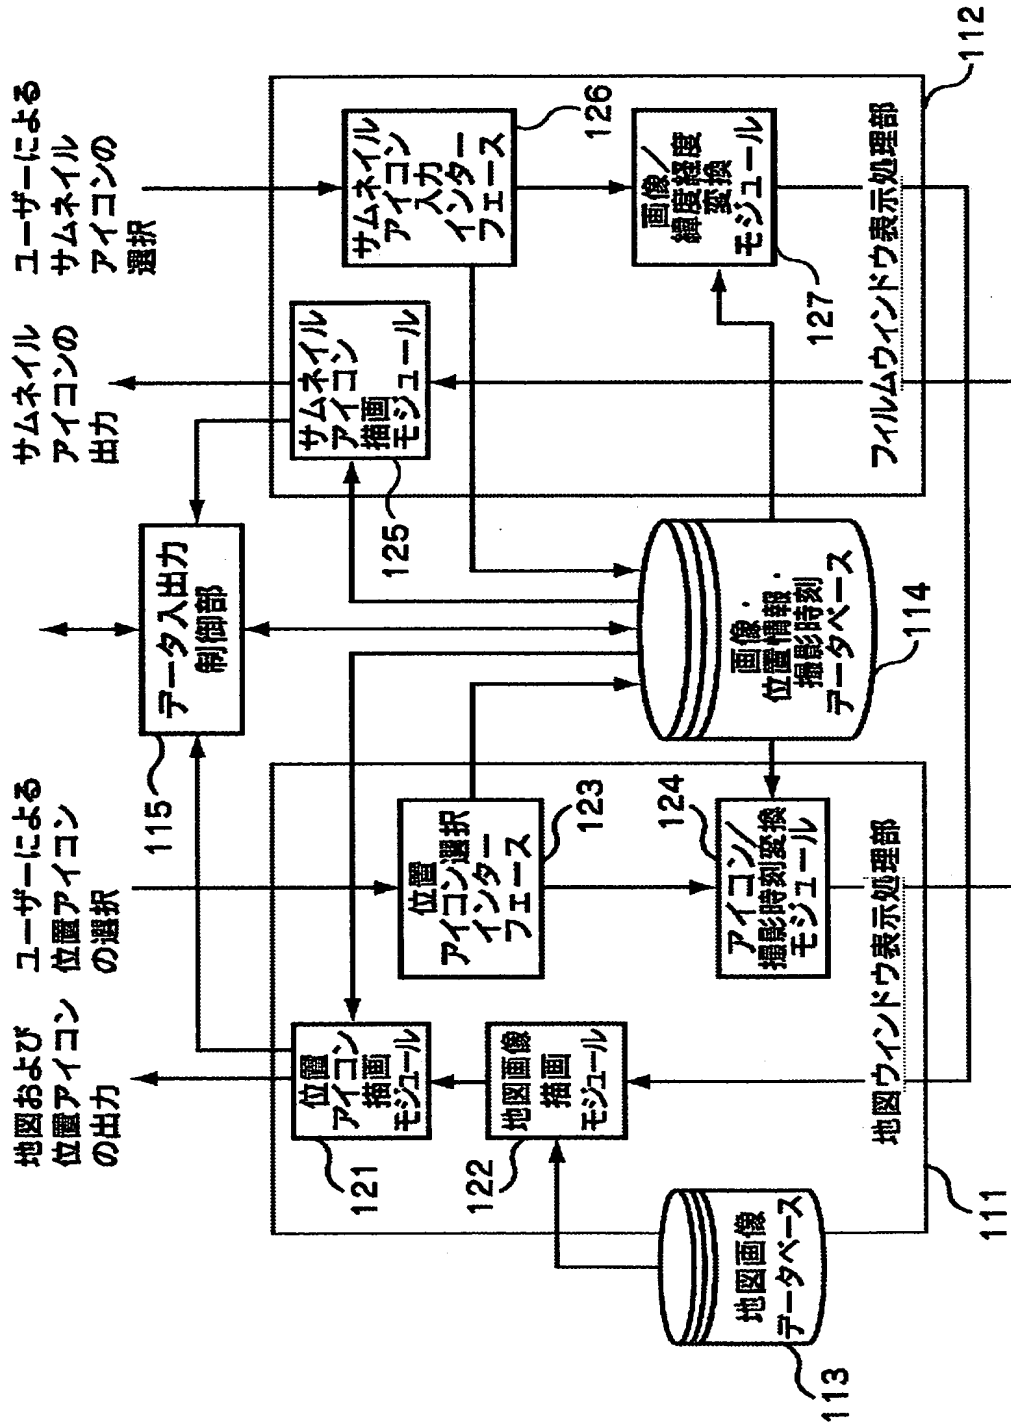 地図および
位置アイコン
の出力
ユーザーによる
位置アイコン
の選択
サムネイル
アイコンの
出力
ユーザーによる
サムネイル
アイコンの
選択
115
データ入出力
制御部
121
位置
アイコン
描画
モジュール
122
地図画像
描画
モジュール
位置
アイコン選択
インター
フェース
123
124
アイコン/
撮影時刻変換
モジュール
地図ウィンドウ表示処理部
111
113
地図画像
データベース
画像・
位置情報・
撮影時刻
データベース
114
サムネイル
アイコン
描画
モジュール
125
サムネイル
アイコン
入力
インター
フェース
126
画像/
緯度経度
変換
モジュール
127
フィルムウィンドウ表示処理部
112